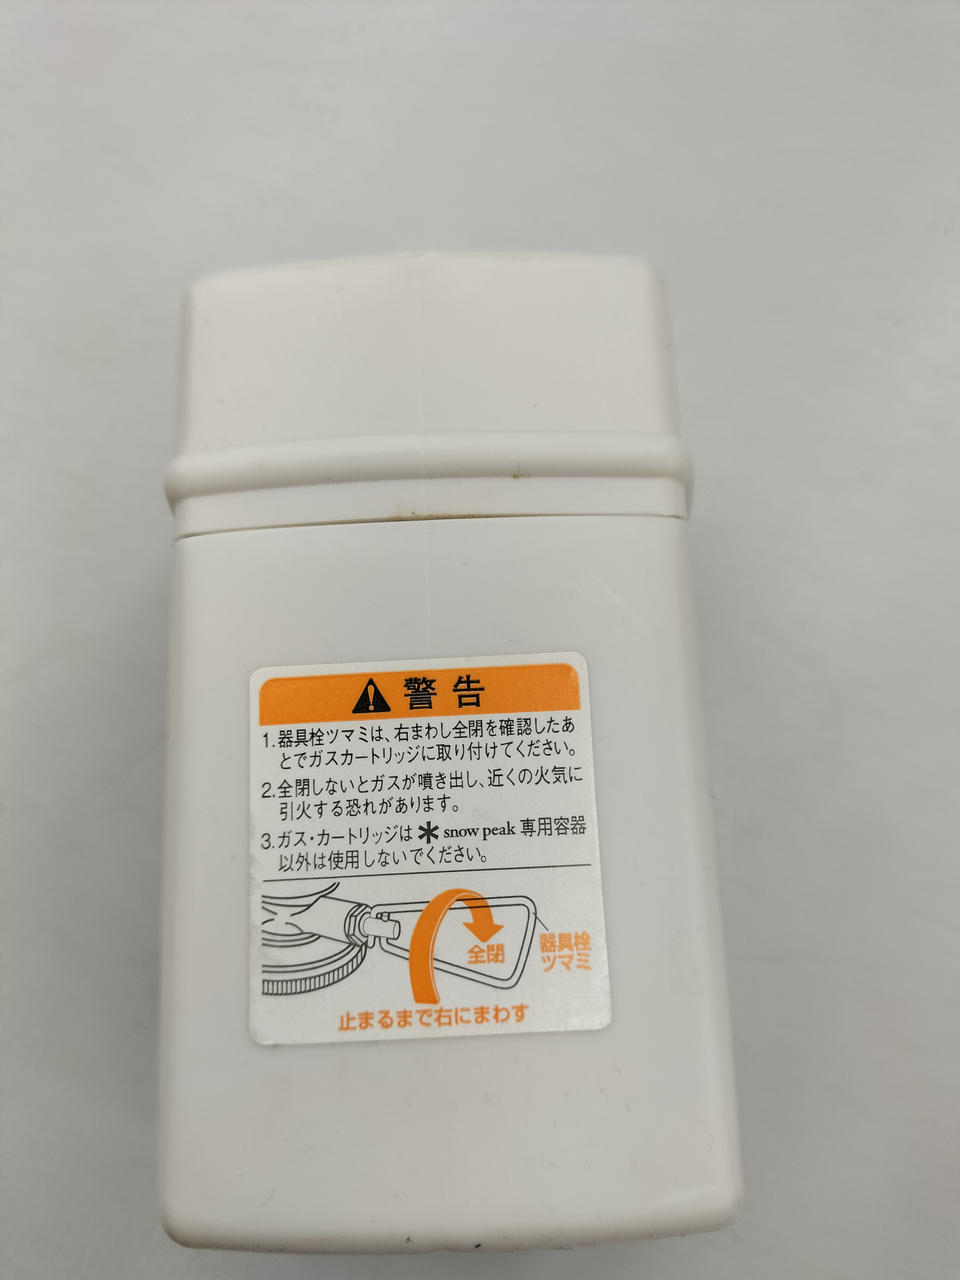 警告
1.器具栓ツマミは、右まわし全閉を確認したあ
とでガスカートリッジに取り付けてください。
2.全閉しないとガスが噴き出し、近くの火気に
引火する恐れがあります。
3.ガス・カートリッジは snow peak 専用容器
以外は使用しないでください。
全閉
器具栓
ツマミ
止まるまで右にまわす